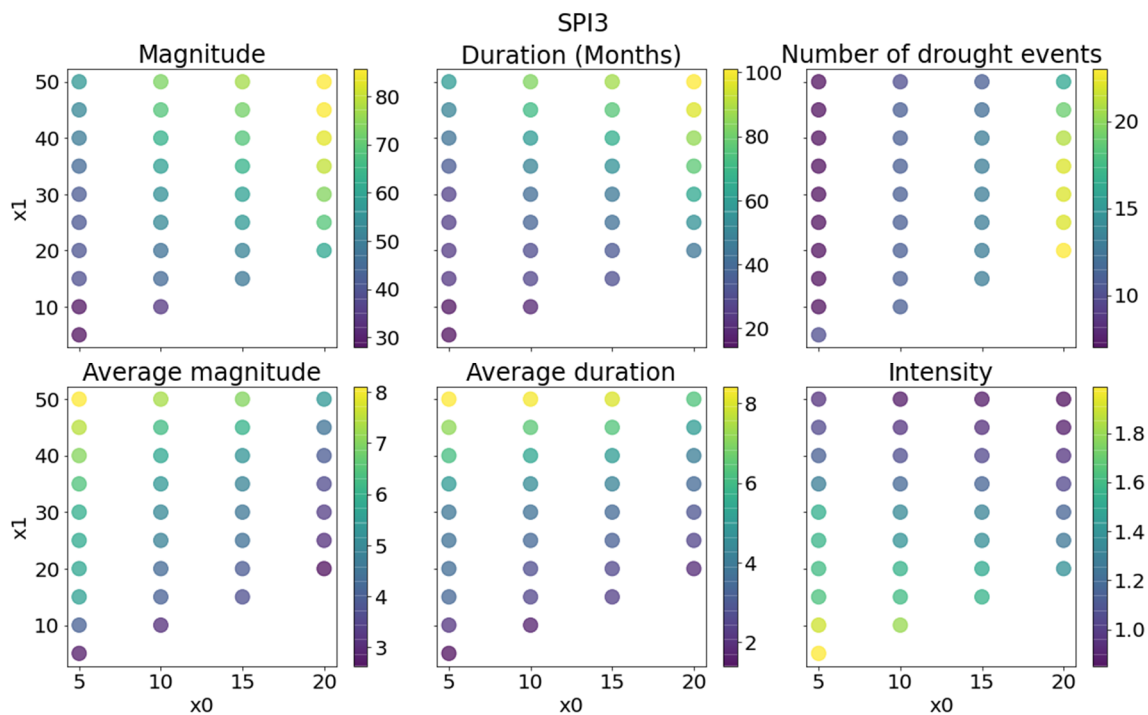 SPI3
Magnitude
Duration (Months)
Number of drought events
x1
50
40
30
20
10
80
70
60
50
40
30
100
80
60
40
20
20
15
10
Average magnitude
Average duration
Intensity
x1
50
40
30
20
10
8
7
6
5
4
3
8
6
4
2
1.8
1.6
1.4
1.2
1.0
5 10 15 20
5 10 15 20
5 10 15 20
x0
x0
x0